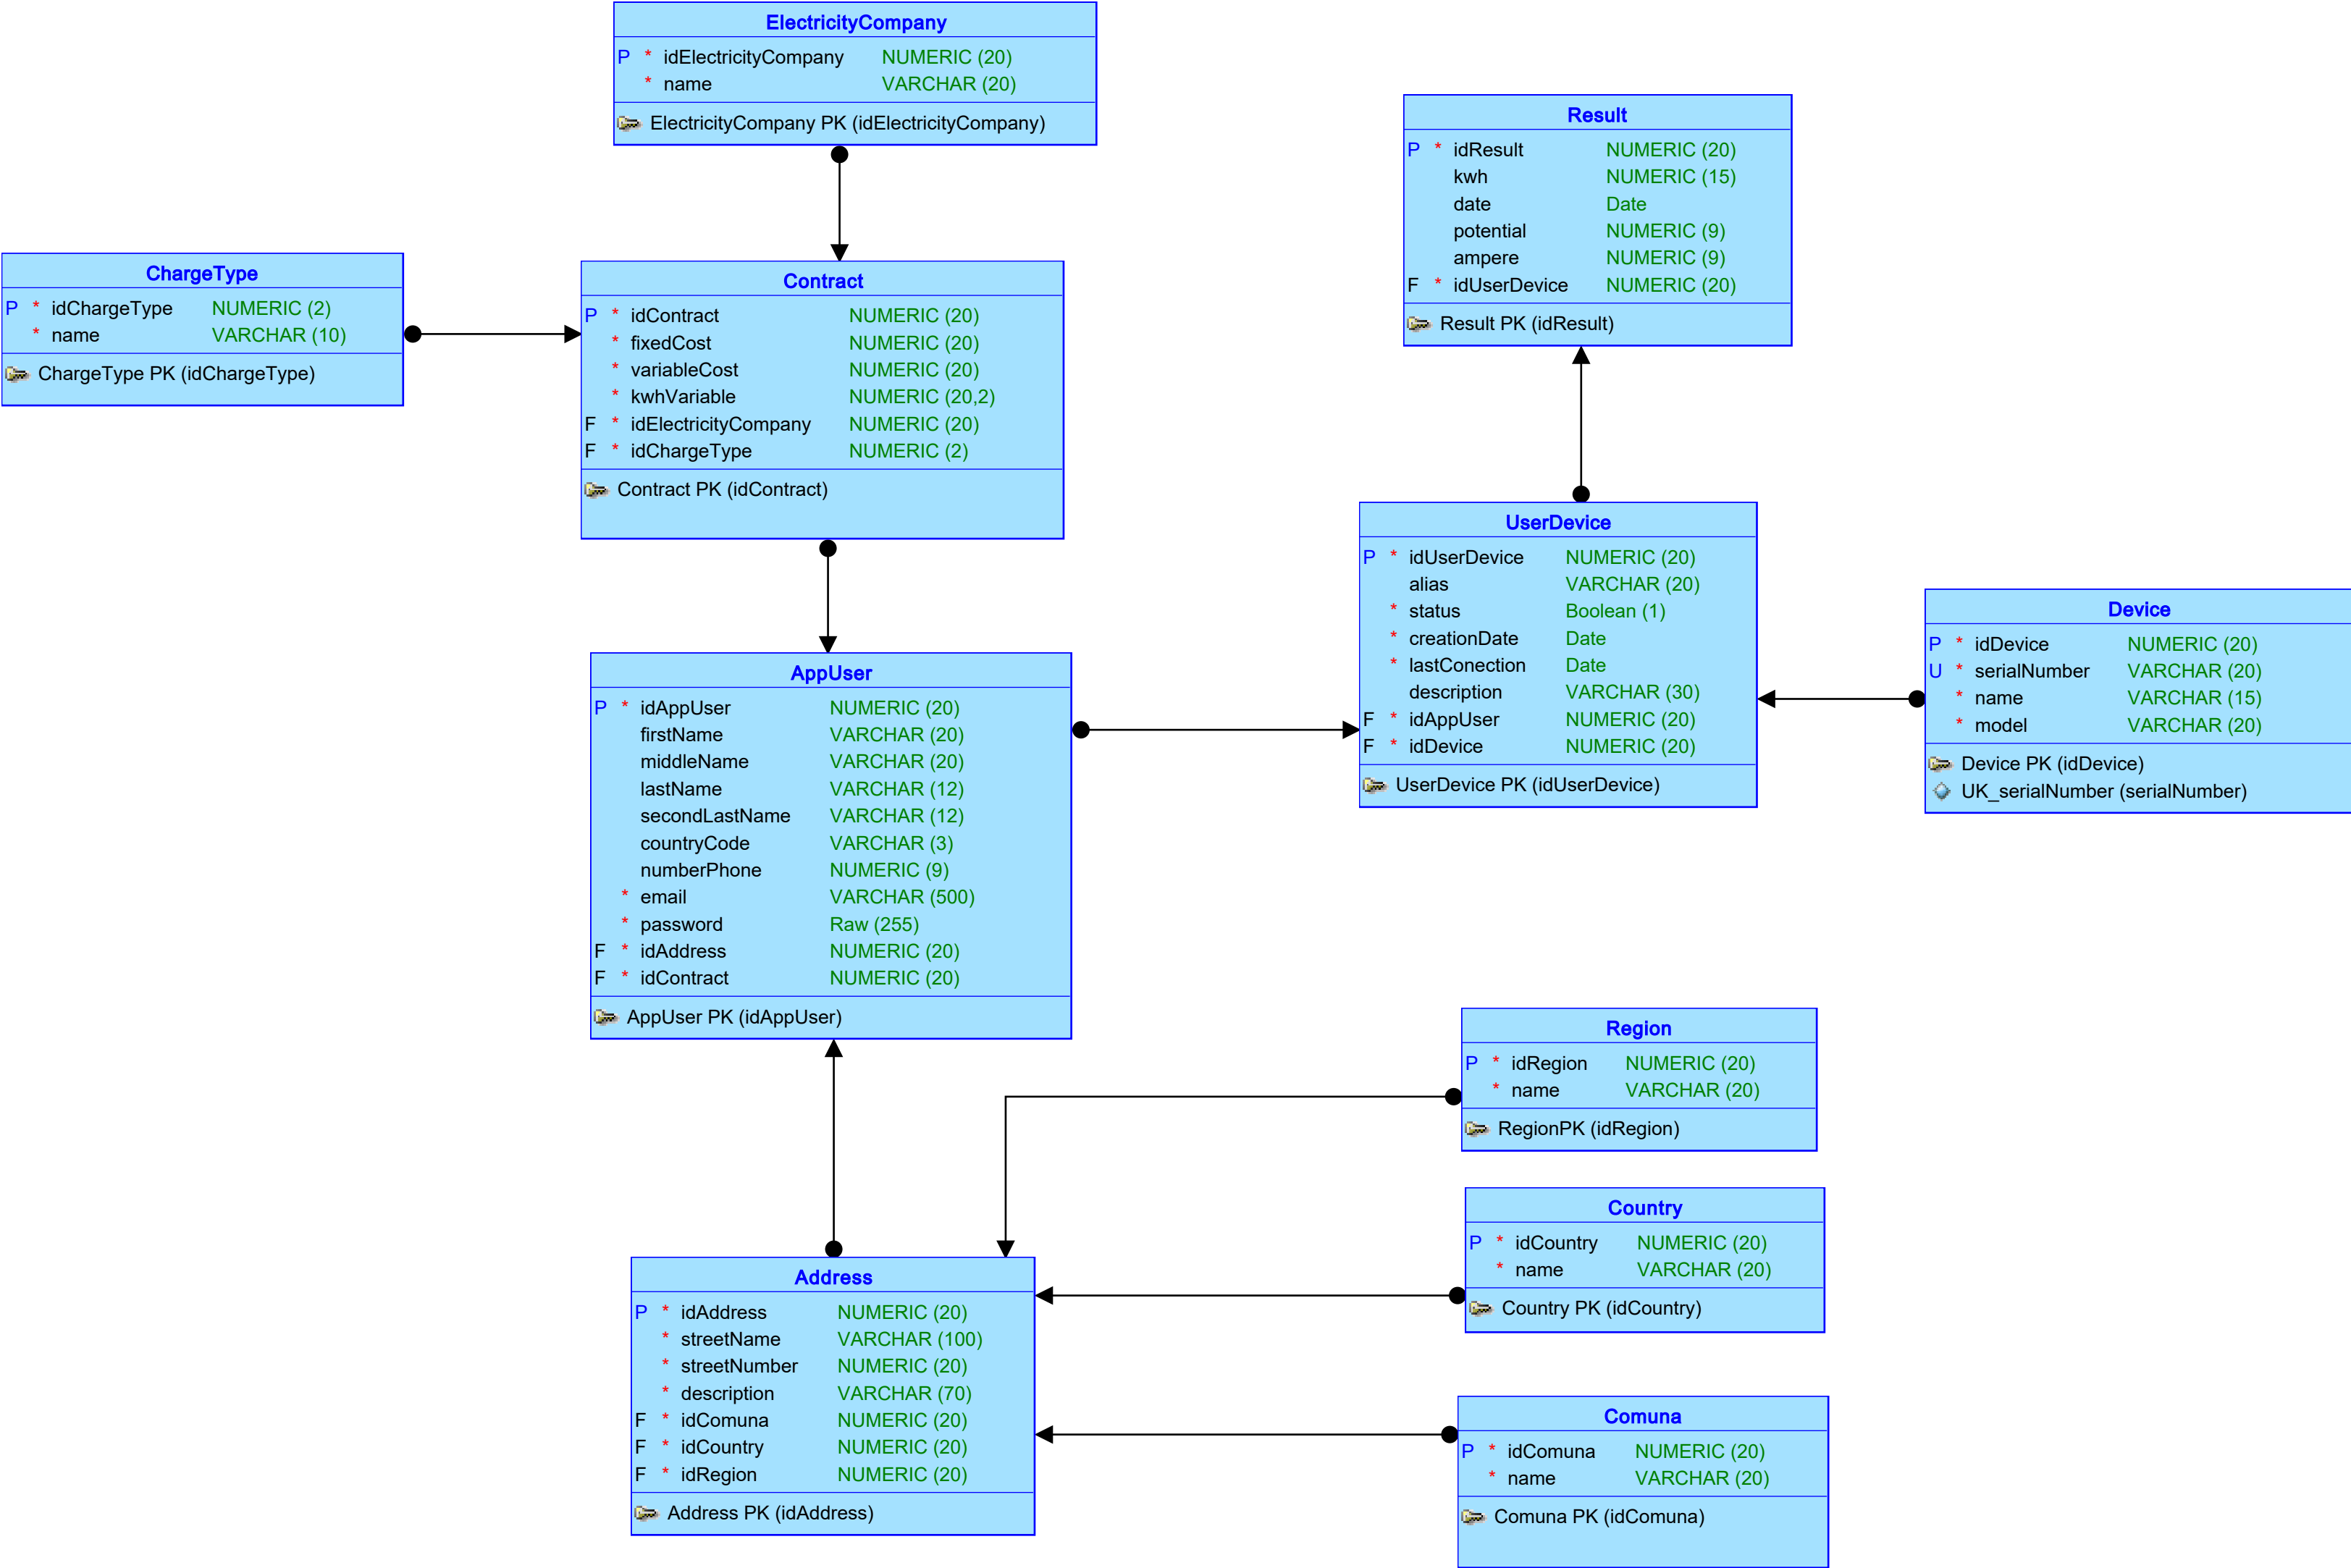 ElectricityCompany
P * idElectricityCompany NUMERIC (20)
* name VARCHAR (20)
ElectricityCompany PK (idElectricityCompany)
Result
P * idResult NUMERIC (20)
kwh NUMERIC (15)
date Date
potential NUMERIC (9)
ampere NUMERIC (9)
F * idUserDevice NUMERIC (20)
Result PK (idResult)
ChargeType
P * idChargeType NUMERIC (2)
* name VARCHAR (10)
ChargeType PK (idChargeType)
Contract
P * idContract NUMERIC (20)
* fixedCost NUMERIC (20)
* variableCost NUMERIC (20)
* kwhVariable NUMERIC (20,2)
F * idElectricityCompany NUMERIC (20)
F * idChargeType NUMERIC (2)
Contract PK (idContract)
UserDevice
P * idUserDevice NUMERIC (20)
alias VARCHAR (20)
* status Boolean (1)
* creationDate Date
* lastConection Date
description VARCHAR (30)
F * idAppUser NUMERIC (20)
F * idDevice NUMERIC (20)
UserDevice PK (idUserDevice)
Device
P * idDevice NUMERIC (20)
U * serialNumber VARCHAR (20)
* name VARCHAR (15)
* model VARCHAR (20)
Device PK (idDevice)
UK_serialNumber (serialNumber)
AppUser
P * idAppUser NUMERIC (20)
firstName VARCHAR (20)
middleName VARCHAR (20)
lastName VARCHAR (12)
secondLastName VARCHAR (12)
countryCode VARCHAR (3)
numberPhone NUMERIC (9)
* email VARCHAR (500)
* password Raw (255)
F * idAddress NUMERIC (20)
F * idContract NUMERIC (20)
AppUser PK (idAppUser)
Region
P * idRegion NUMERIC (20)
* name VARCHAR (20)
RegionPK (idRegion)
Country
P * idCountry NUMERIC (20)
* name VARCHAR (20)
Country PK (idCountry)
Address
P * idAddress NUMERIC (20)
* streetName VARCHAR (100)
* streetNumber NUMERIC (20)
* description VARCHAR (70)
F * idComuna NUMERIC (20)
F * idCountry NUMERIC (20)
F * idRegion NUMERIC (20)
Address PK (idAddress)
Comuna
P * idComuna NUMERIC (20)
* name VARCHAR (20)
Comuna PK (idComuna)